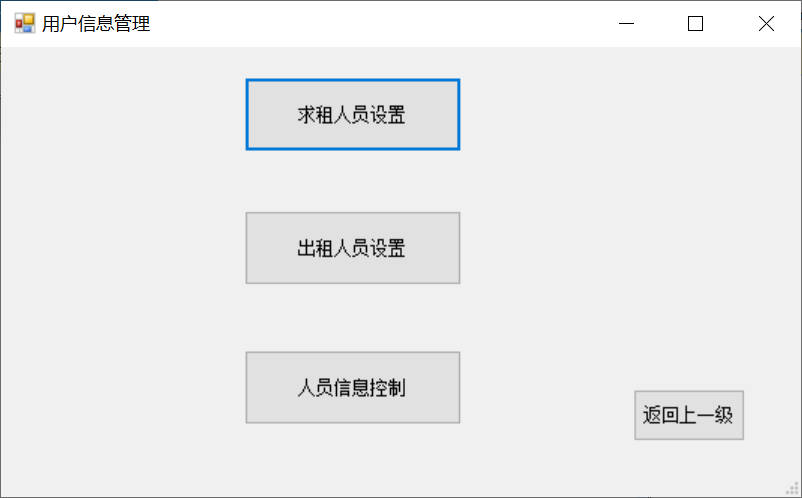 用户信息管理
求租人员设置
出租人员设置
人员信息控制
返回上一级